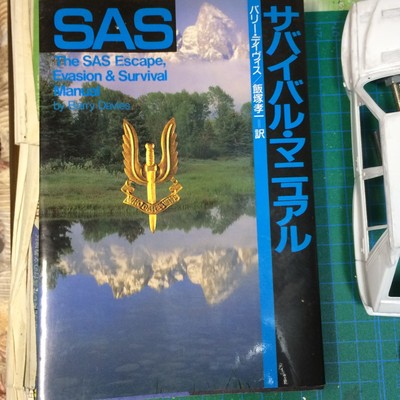 SAS
The SAS Escape,
Evasion & Survival
Manual
by Barry Davies
サバイバル・マニュアル
バリー・デイヴィス/飯塚孝一 訳